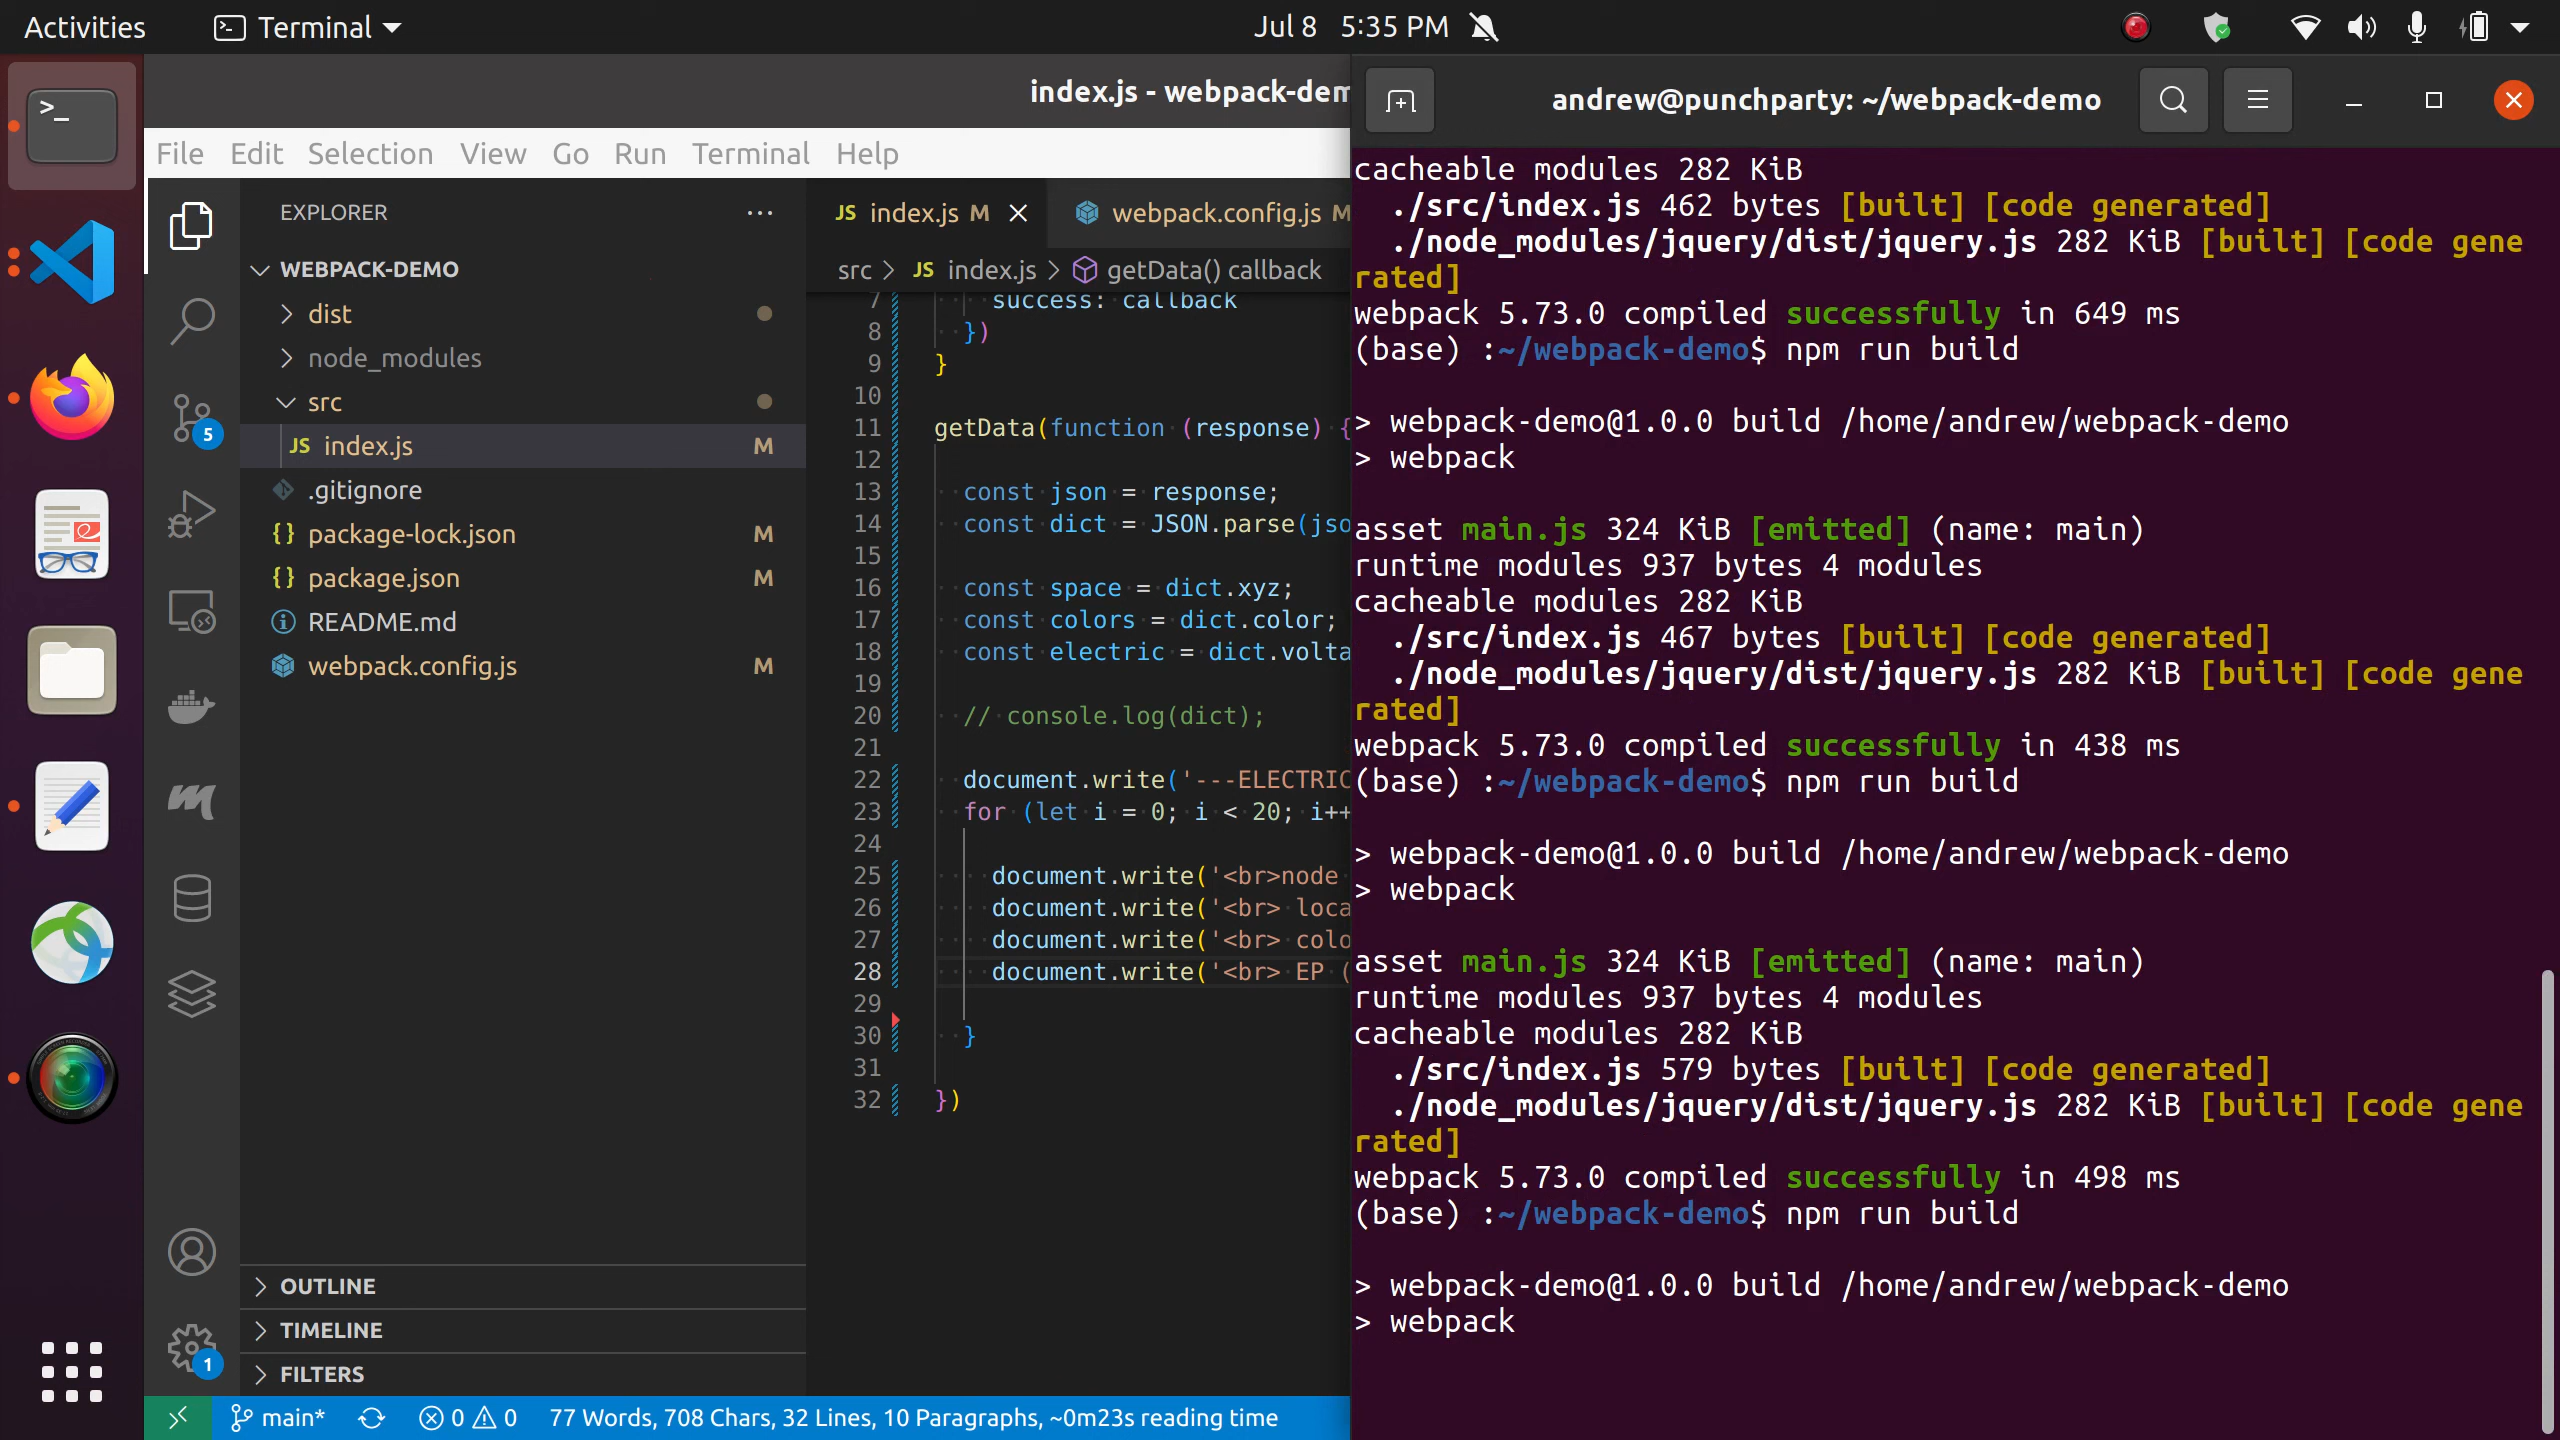 Activities
Terminal
Jul 8 5:35 PM
index.js - webpack-dem
File Edit Selection View Go Run Terminal Help
EXPLORER
WEBPACK-DEMO
dist
node_modules
src
JS index.js M
.gitignore
{} package-lock.json M
{} package.json M
README.md
webpack.config.js M
5
OUTLINE
TIMELINE
FILTERS
1
JS index.js M
webpack.config.js M
src > JS index.js > getData() callback
7 success: callback
8 })
9 }
10
11 getData(function (response) {
12
13 const json = response;
14 const dict = JSON.parse(jso
15
16 const space = dict.xyz;
17 const colors = dict.color;
18 const electric = dict.volta
19
20 // console.log(dict);
21
22 document.write('---ELECTRIC
23 for (let i = 0; i < 20; i++
24
25 document.write('<br>node
26 document.write('<br> loca
27 document.write('<br> colo
28 document.write('<br> EP (
29
30 }
31
32 })
main* 0 0 77 Words, 708 Chars, 32 Lines, 10 Paragraphs, ~0m23s reading time
andrew@punchparty: ~/webpack-demo
cacheable modules 282 KiB
./src/index.js 462 bytes [built] [code generated]
./node_modules/jquery/dist/jquery.js 282 KiB [built] [code gene
rated]
webpack 5.73.0 compiled successfully in 649 ms
(base) :~/webpack-demo$ npm run build
> webpack-demo@1.0.0 build /home/andrew/webpack-demo
> webpack
asset main.js 324 KiB [emitted] (name: main)
runtime modules 937 bytes 4 modules
cacheable modules 282 KiB
./src/index.js 467 bytes [built] [code generated]
./node_modules/jquery/dist/jquery.js 282 KiB [built] [code gene
rated]
webpack 5.73.0 compiled successfully in 438 ms
(base) :~/webpack-demo$ npm run build
> webpack-demo@1.0.0 build /home/andrew/webpack-demo
> webpack
asset main.js 324 KiB [emitted] (name: main)
runtime modules 937 bytes 4 modules
cacheable modules 282 KiB
./src/index.js 579 bytes [built] [code generated]
./node_modules/jquery/dist/jquery.js 282 KiB [built] [code gene
rated]
webpack 5.73.0 compiled successfully in 498 ms
(base) :~/webpack-demo$ npm run build
> webpack-demo@1.0.0 build /home/andrew/webpack-demo
> webpack